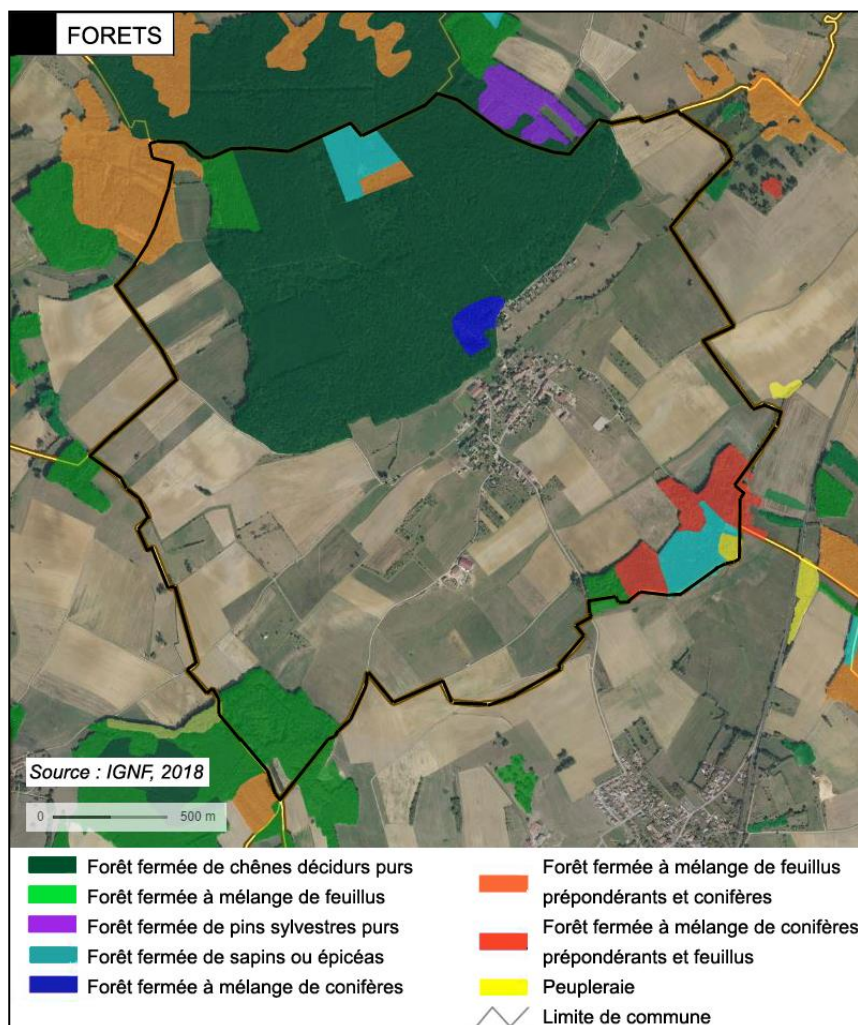 FORETS
Source : IGNF, 2018
0 500 m
Forêt fermée de chênes décidurs purs
Forêt fermée à mélange de feuillus
Forêt fermée de pins sylvestres purs
Forêt fermée de sapins ou épicéas
Forêt fermée à mélange de conifères
Forêt fermée à mélange de feuillus
prépondérants et conifères
Forêt fermée à mélange de conifères
prépondérants et feuillus
Peupleraie
Limite de commune